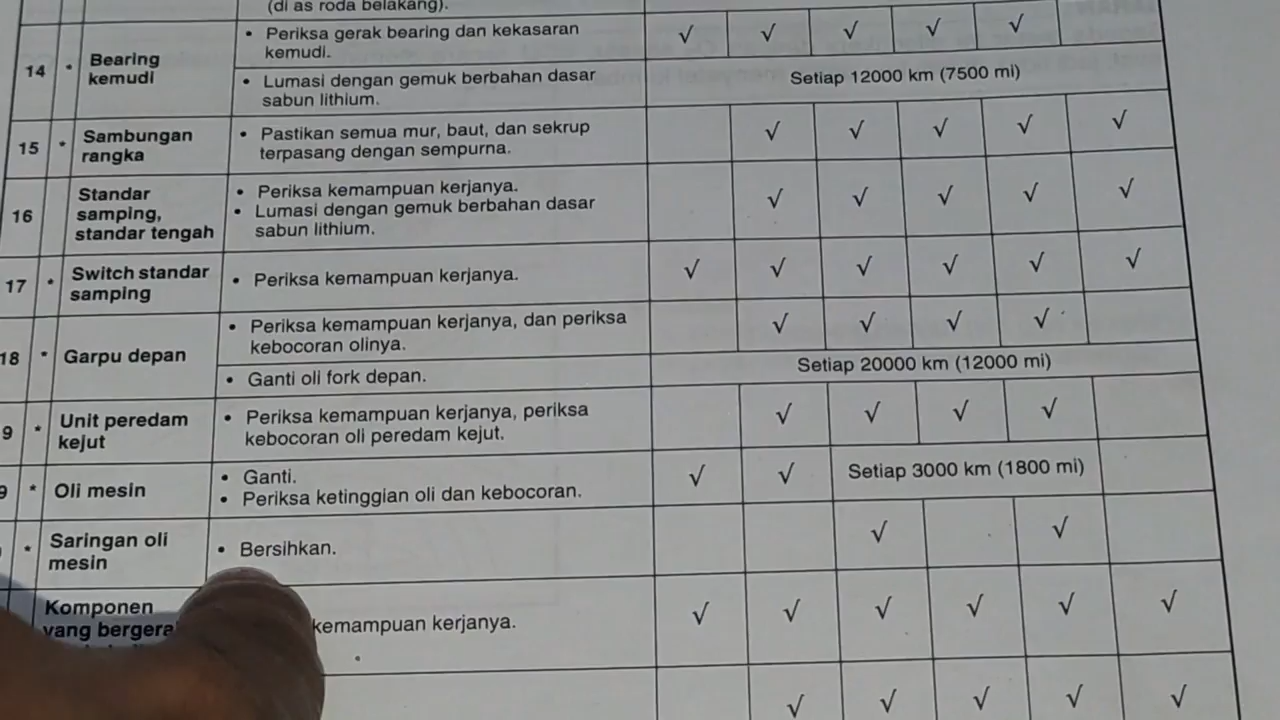 (di as roda belakang).
14 * Bearing kemudi
• Periksa gerak bearing dan kekasaran
kemudi.
√ √ √ √ √
• Lumasi dengan gemuk berbahan dasar
sabun lithium.
Setiap 12000 km (7500 mi)
15 * Sambungan rangka
• Pastikan semua mur, baut, dan sekrup
terpasang dengan sempurna.
√ √ √ √ √
16
Standar
samping,
standar tengah
• Periksa kemampuan kerjanya.
• Lumasi dengan gemuk berbahan dasar
sabun lithium.
√ √ √ √ √
17 * Switch standar
samping
• Periksa kemampuan kerjanya.
√ √ √ √ √ √
18 * Garpu depan
• Periksa kemampuan kerjanya, dan periksa
kebocoran olinya.
√ √ √ √
• Ganti oli fork depan.
Setiap 20000 km (12000 mi)
9 * Unit peredam
kejut
• Periksa kemampuan kerjanya, periksa
kebocoran oli peredam kejut.
√ √ √ √
9 * Oli mesin
• Ganti.
• Periksa ketinggian oli dan kebocoran.
√ √ Setiap 3000 km (1800 mi)
* Saringan oli
mesin
• Bersihkan.
√ √
Komponen
yang bergera
kemampuan kerjanya.
√ √ √ √ √ √
√ √ √ √ √